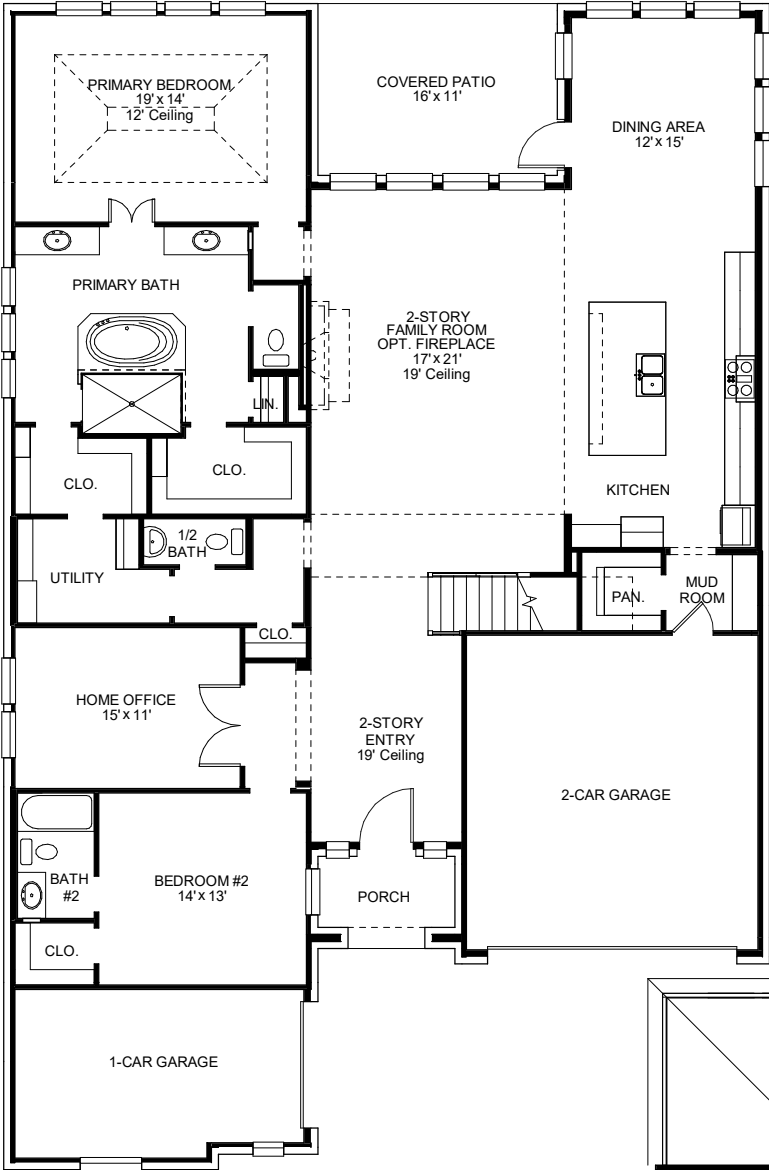 PRIMARY BEDROOM
19' x 14'
12' Ceiling
COVERED PATIO
16' x 11'
DINING AREA
12' x 15'
PRIMARY BATH
2-STORY
FAMILY ROOM
OPT. FIREPLACE
17' x 21'
19' Ceiling
LIN.
CLO.
CLO.
KITCHEN
1/2
BATH
UTILITY
PAN.
MUD
ROOM
CLO.
HOME OFFICE
15' x 11'
2-STORY
ENTRY
19' Ceiling
2-CAR GARAGE
BATH
#2
BEDROOM #2
14' x 13'
PORCH
CLO.
1-CAR GARAGE